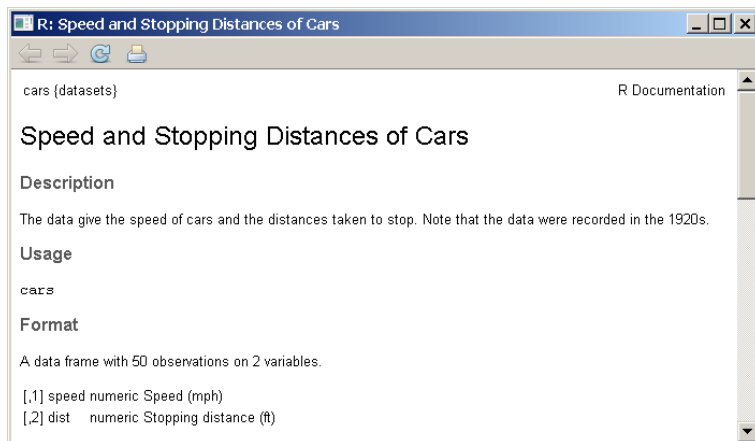 R: Speed and Stopping Distances of Cars
cars {datasets}
R Documentation
Speed and Stopping Distances of Cars
Description
The data give the speed of cars and the distances taken to stop. Note that the data were recorded in the 1920s.
Usage
cars
Format
A data frame with 50 observations on 2 variables.
[,1] speed numeric Speed (mph)
[,2] dist numeric Stopping distance (ft)